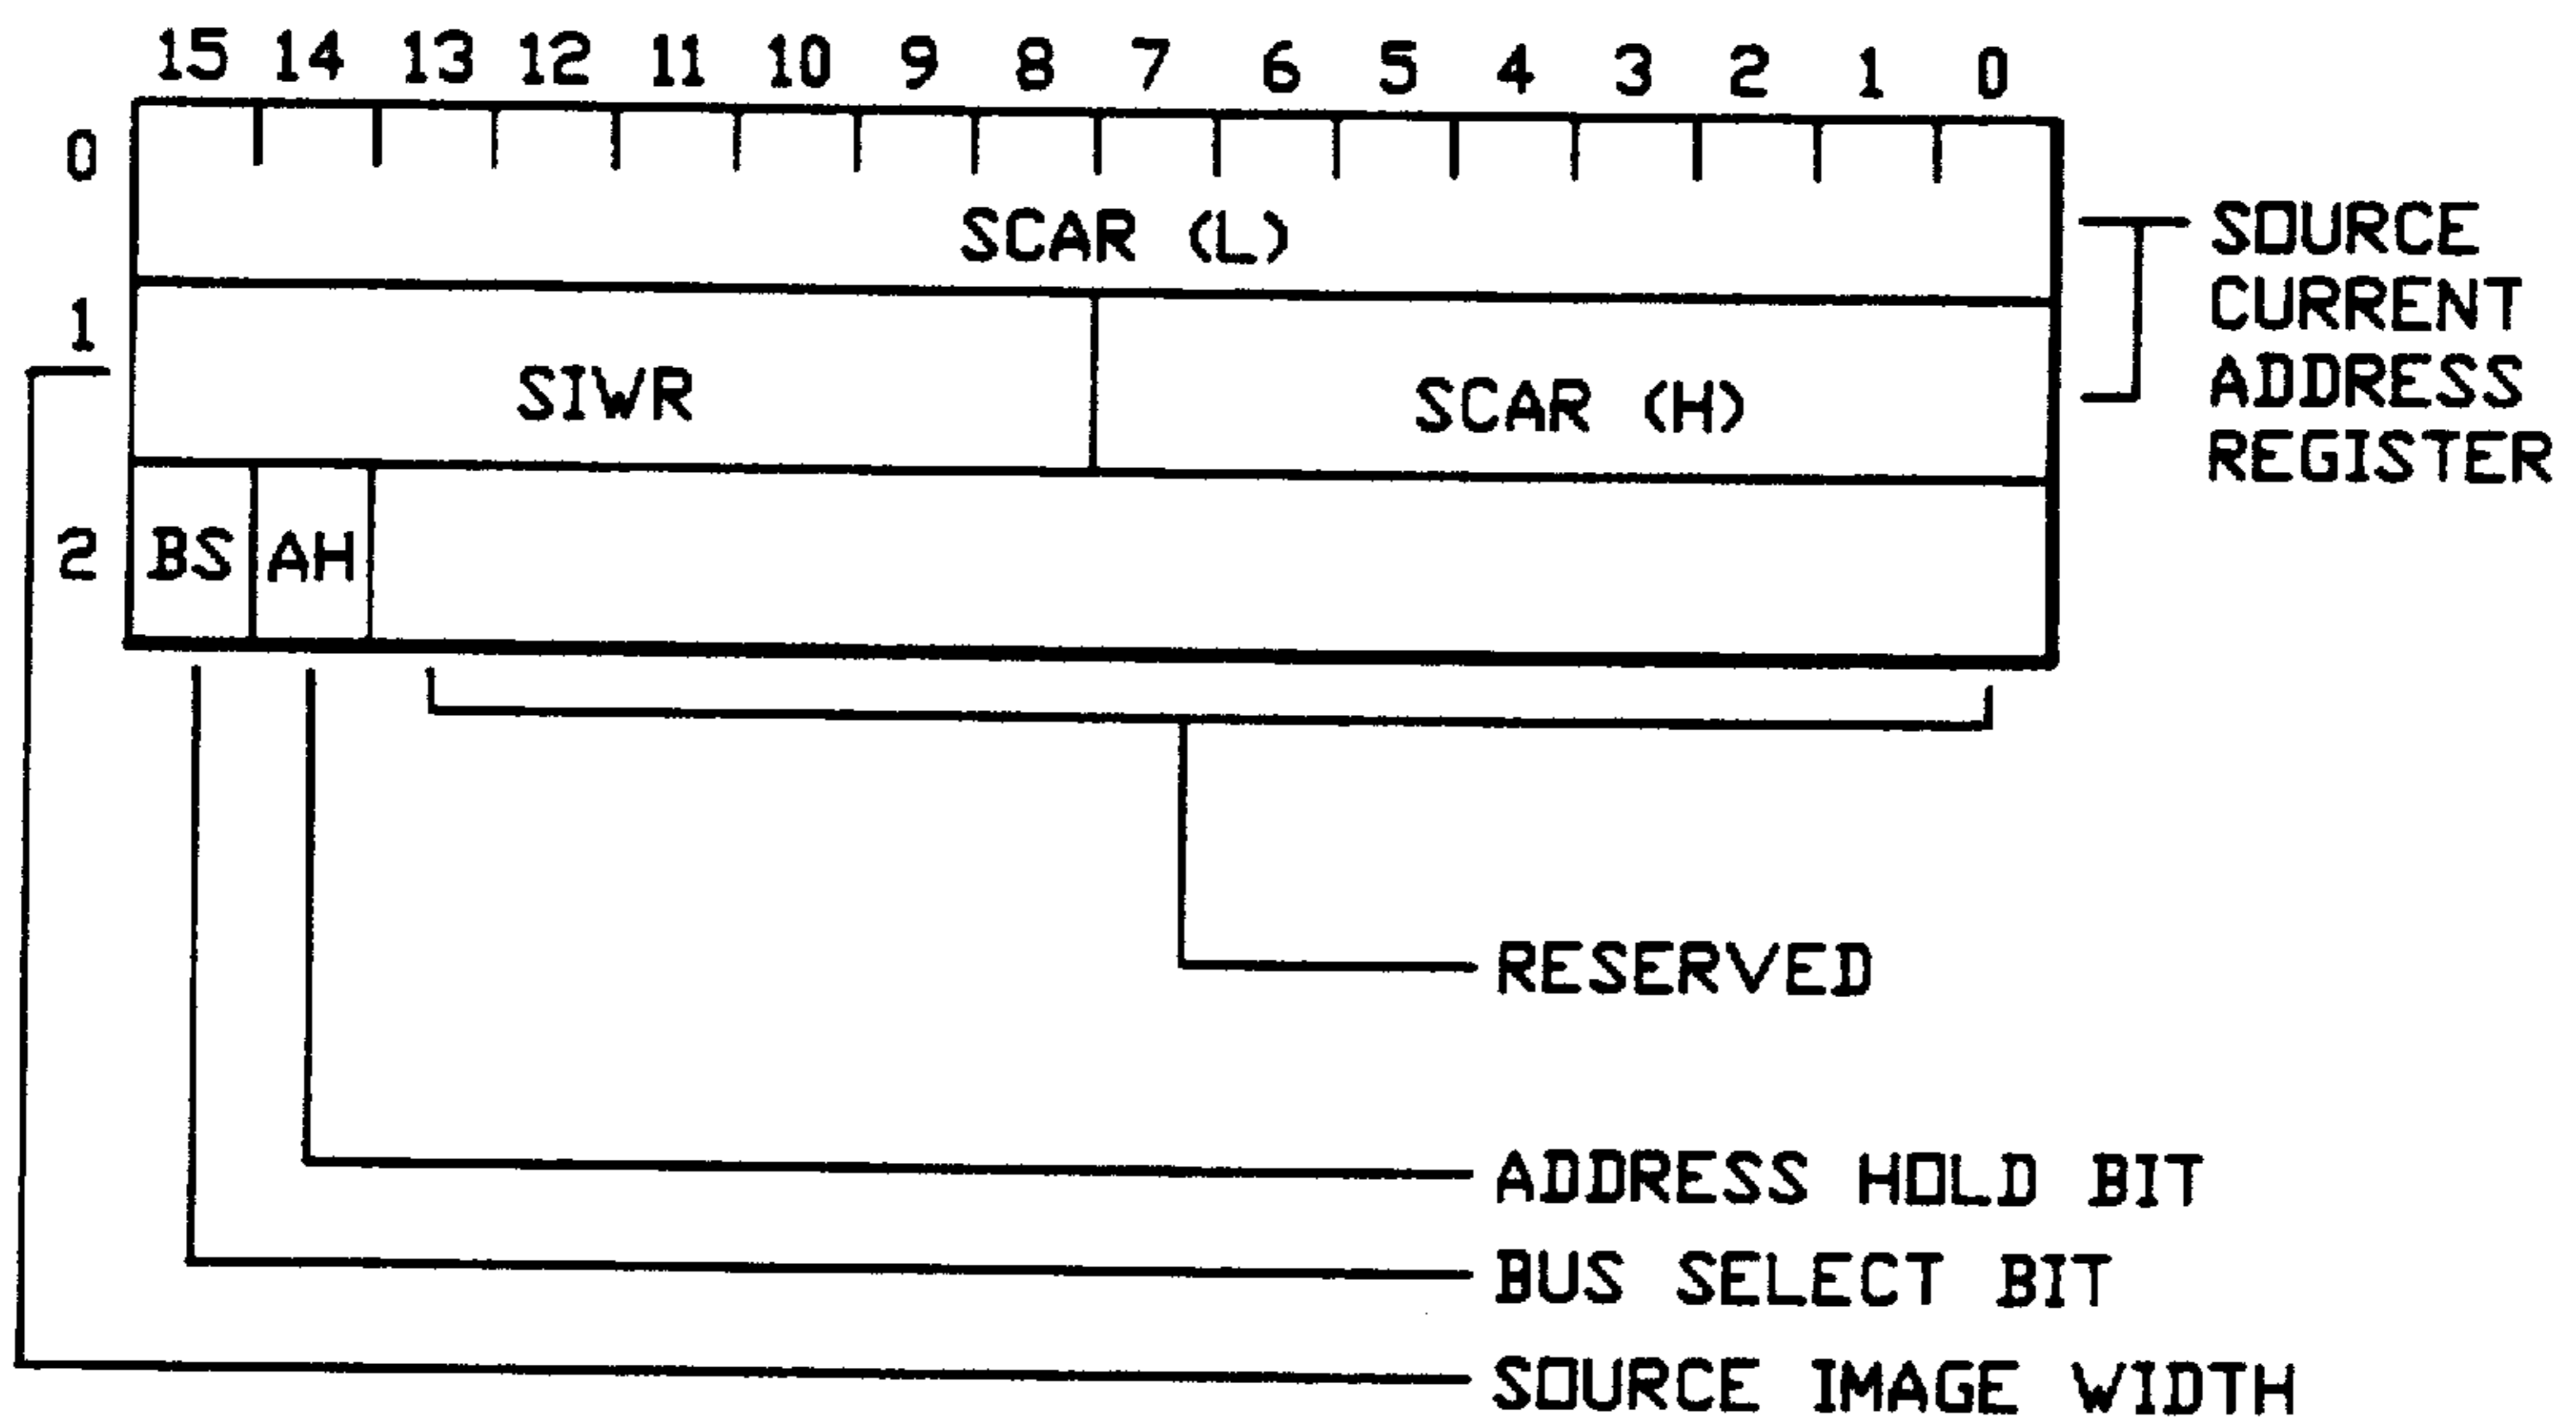 15 14 13 12 11 10 9 8 7 6 5 4 3 2 1 0
0
SCAR (L)
SOURCE
CURRENT
ADDRESS
REGISTER
1
SIWR
SCAR (H)
2
BS
AH
RESERVED
ADDRESS HOLD BIT
BUS SELECT BIT
SOURCE IMAGE WIDTH